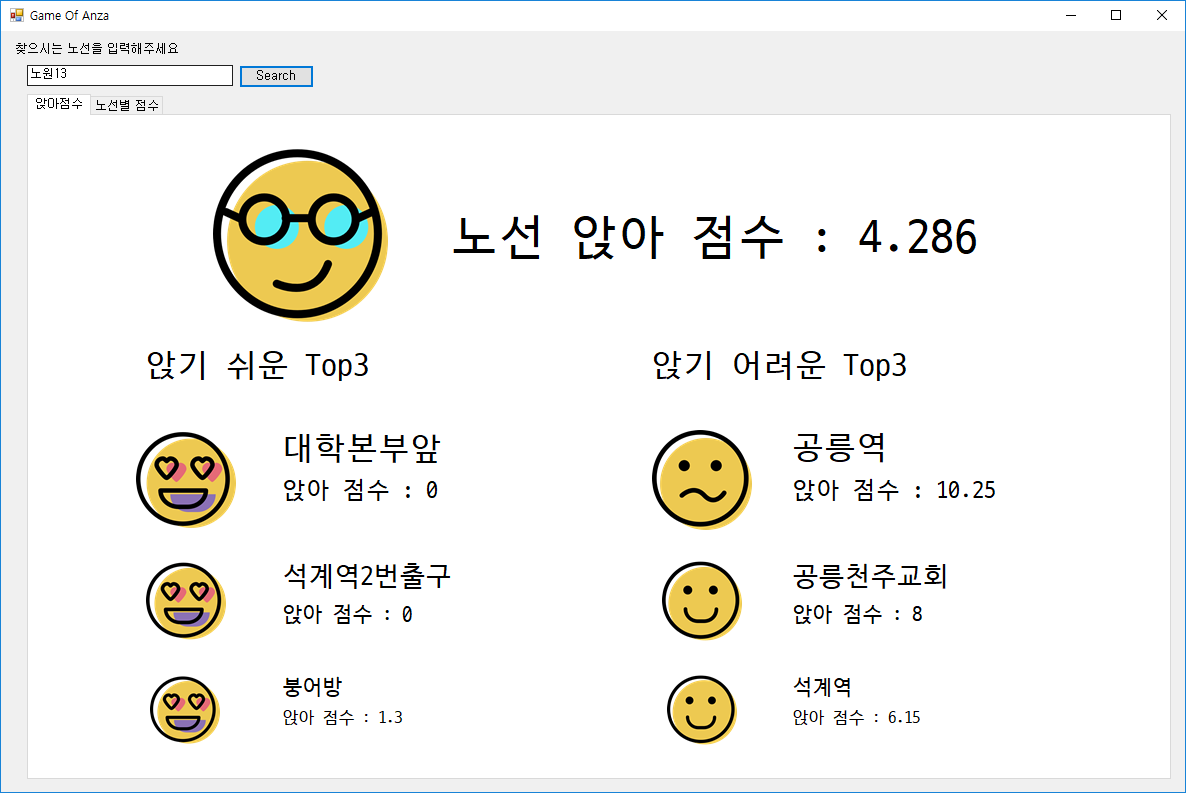 Game Of Anza
찾으시는 노선을 입력해주세요
노원13
Search
앉아점수 노선별 점수
노선 앉아 점수 : 4.286
앉기 쉬운 Top3
앉기 어려운 Top3
대학본부앞
앉아 점수 : 0
공릉역
앉아 점수 : 10.25
석계역2번출구
앉아 점수 : 0
공릉천주교회
앉아 점수 : 8
붕어방
앉아 점수 : 1.3
석계역
앉아 점수 : 6.15